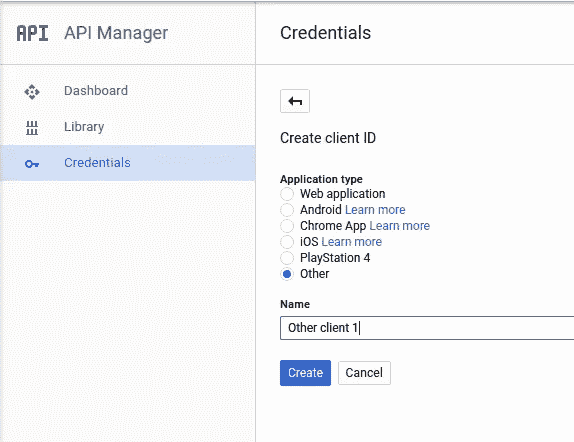 API API Manager
Credentials
Dashboard
Library
Credentials
Create client ID
Application type
Web application
Android Learn more
Chrome App Learn more
iOS Learn more
PlayStation 4
Other
Name
Other client 1
Create Cancel